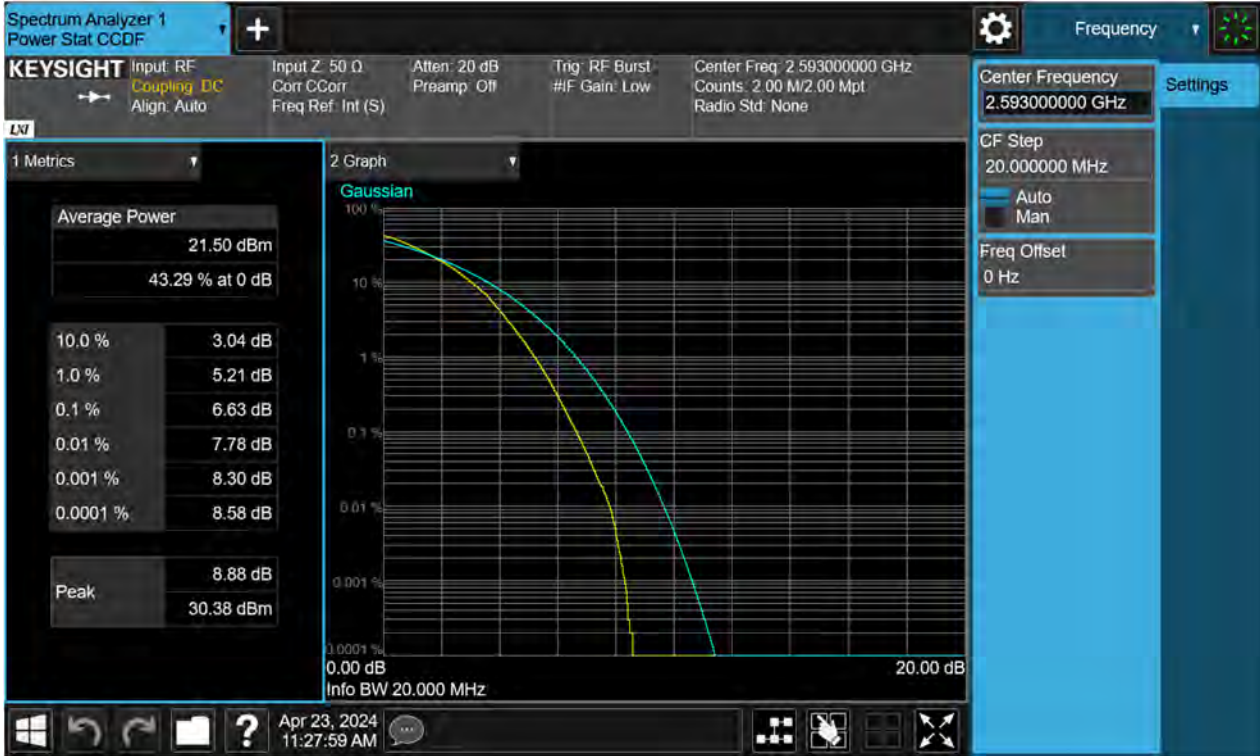 Spectrum Analyzer 1
Power Stat CCDF
+
Frequency
KEYSIGHT
Input: RF
Coupling: DC
Align: Auto
Input Z: 50 Ω
Corr CCorr
Freq Ref: Int (S)
Atten: 20 dB
Preamp: Off
Trig: RF Burst
#IF Gain: Low
Center Freq: 2.593000000 GHz
Counts: 2.00 M/2.00 Mpt
Radio Std: None
LXI
Center Frequency
2.593000000 GHz
Settings
CF Step
20.000000 MHz
Auto
Man
Freq Offset
0 Hz
1 Metrics
Average Power
21.50 dBm
43.29 % at 0 dB
10.0 % 3.04 dB
1.0 % 5.21 dB
0.1 % 6.63 dB
0.01 % 7.78 dB
0.001 % 8.30 dB
0.0001 % 8.58 dB
Peak
8.88 dB
30.38 dBm
2 Graph
Gaussian
100 %
10 %
1 %
0.1 %
0.01 %
0.001 %
0.0001 %
0.00 dB 20.00 dB
Info BW 20.000 MHz
?
Apr 23, 2024
11:27:59 AM